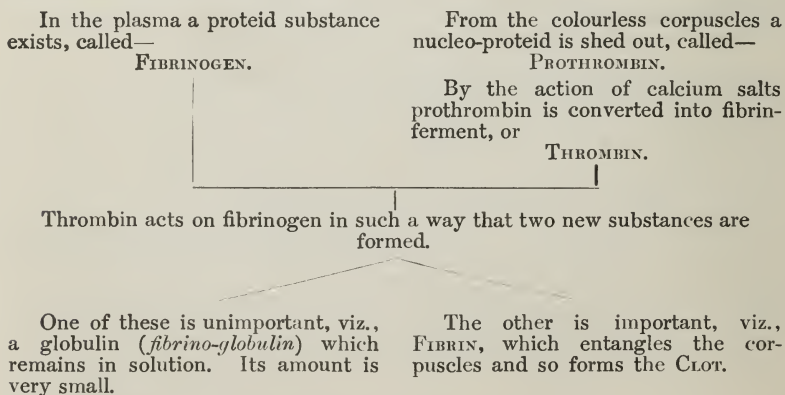 In the plasma a proteid substance
exists, called—
FIBRINOGEN.
From the colourless corpuscles a
nucleo-proteid is shed out, called—
PROTHROMBIN.
By the action of calcium salts
prothrombin is converted into fibrin-
ferment, or
THROMBIN.
Thrombin acts on fibrinogen in such a way that two new substances are
formed.
One of these is unimportant, viz.,
a globulin (fibrino-globulin) which
remains in solution. Its amount is
very small.
The other is important, viz.,
FIBRIN, which entangles the cor-
puscles and so forms the CLOT.